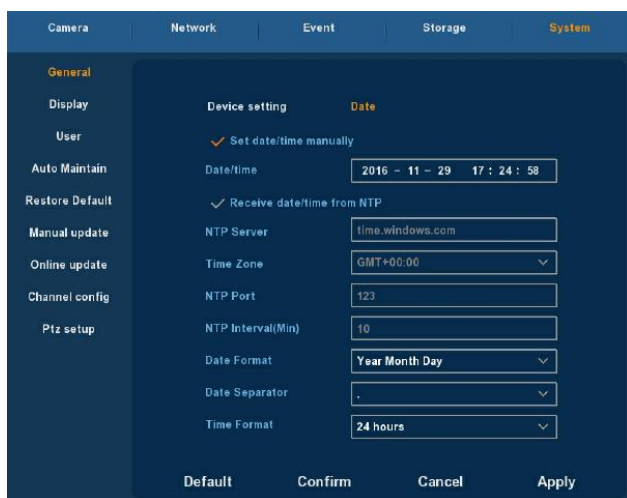 Camera Network Event Storage System
General
Display
User
Auto Maintain
Restore Default
Manual update
Online update
Channel config
Ptz setup
Device setting Date
Set date/time manually
Date/time 2016 - 11 - 29 17 : 24 : 58
Receive date/time from NTP
NTP Server time.windows.com
Time Zone GMT+00:00
NTP Port 123
NTP Interval(Min) 10
Date Format Year Month Day
Date Separator .
Time Format 24 hours
Default Confirm Cancel Apply